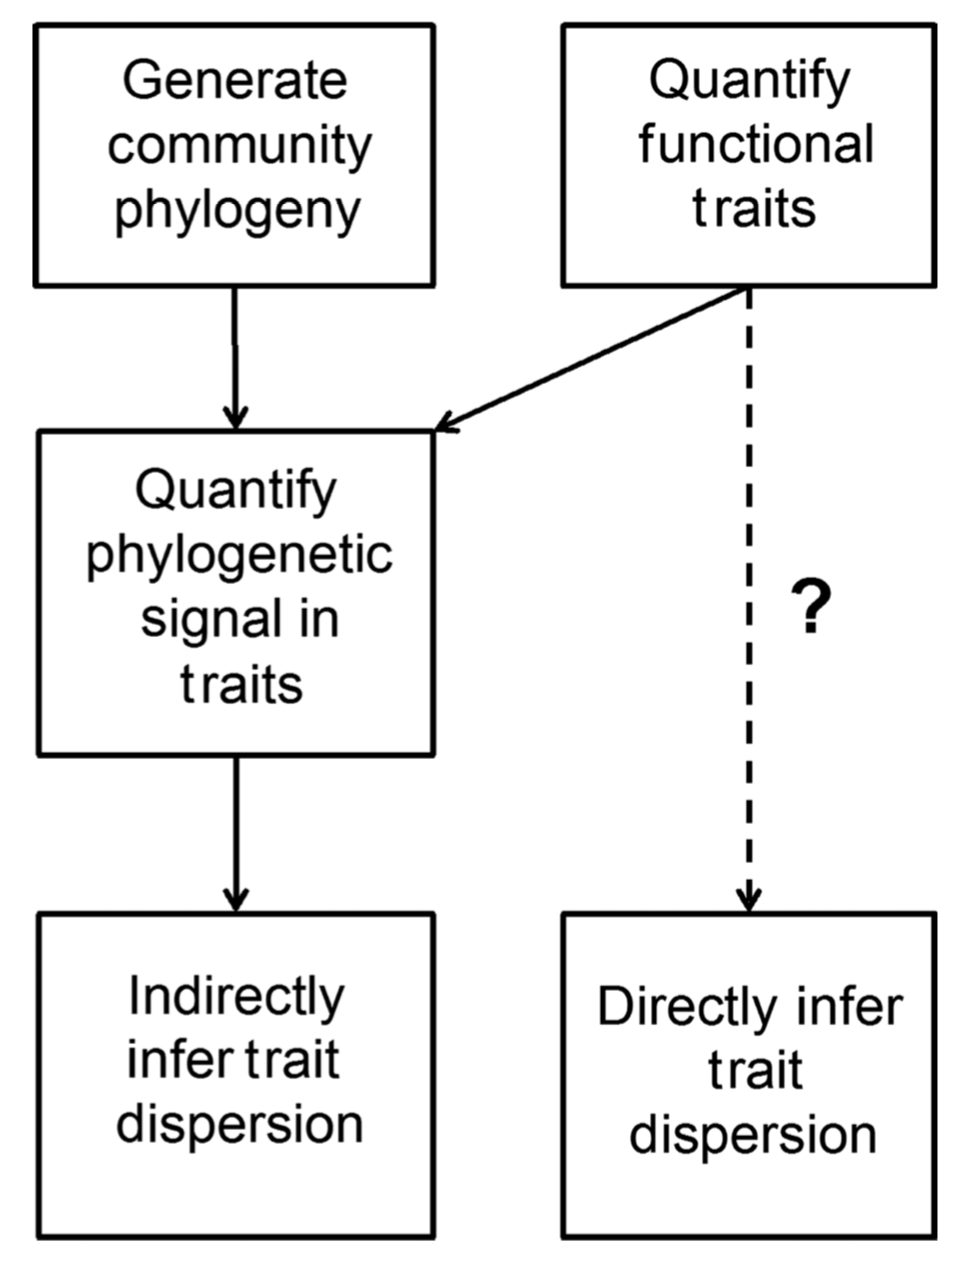 Generate
community
phylogeny
Quantify
functional
traits
Quantify
phylogenetic
signal in
traits
?
Indirectly
infer trait
dispersion
Directly infer
trait
dispersion